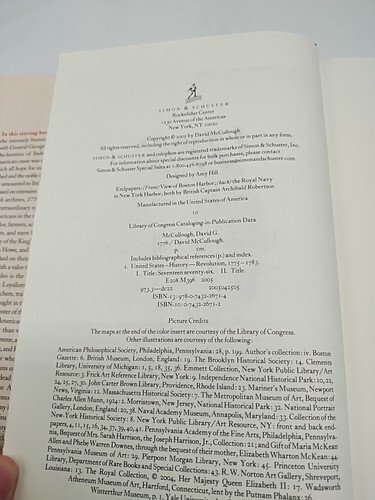 SIMON & SCHUSTER
Rockefeller Center
1230 Avenue of the Americas
New York, NY 10020
Copyright © 2005 by David McCullough
All rights reserved, including the right of reproduction in whole or in part in any form.
SIMON & SCHUSTER and colophon are registered trademarks of Simon & Schuster, Inc.
For information about special discounts for bulk purchases, please contact
Simon & Schuster Special Sales at 1-800-456-6798 or business@simonandschuster.com.
Designed by Amy Hill
Endpapers: (Front) View of Boston Harbor; (back) the Royal Navy
in New York Harbor; both by British Captain Archibald Robertson
Manufactured in the United States of America
10
Library of Congress Cataloging-in-Publication Data
McCullough, David G.
1776 / David McCullough.
p. cm.
Includes bibliographical references (p.) and index.
1. United States—History—Revolution, 1775–1783.
I. Title: Seventeen seventy-six. II. Title.
E208.M396 2005
973.3—dc22 2005042505
ISBN-13: 978-0-7432-2671-4
ISBN-10: 0-7432-2671-2
Picture Credits
The maps at the end of the color insert are courtesy of the Library of Congress.
Other illustrations are courtesy of the following:
American Philosophical Society, Philadelphia, Pennsylvania: 28, p. 199. Author's collection: iv. Boston
Gazette: 6. British Museum, London, England: 19. The Brooklyn Historical Society: 14. Clements
Library, University of Michigan: 1, 5, 18, 35, 36. Emmett Collection, New York Public Library/Art
Resource: 3. Frick Art Reference Library, New York: 9. Independence National Historical Park: 10, 21,
24, 25, 27, 30. John Carter Brown Library, Providence, Rhode Island: 23. Mariner's Museum, Newport
News, Virginia: 12. Massachusetts Historical Society: 7. The Metropolitan Museum of Art, Bequest of
Charles Allen Munn, 1924: 2. Morristown, New Jersey, National Historical Park: 32. National Portrait
Gallery, London, England: 20, 38. Naval Academy Museum, Annapolis, Maryland: 33. Collection of the
New-York Historical Society: 8. New York Public Library/Art Resource, NY: front and back end-
papers, 4, 11, 15, 16, 34, 37, 39, 40, 41. Pennsylvania Academy of the Fine Arts, Philadelphia, Pennsylva-
nia, Bequest of Mrs. Sarah Harrison, the Joseph Harrison, Jr., Collection: 21; and Gift of Maria McKean
Allen and Phebe Warren Downes, through the bequest of their mother, Elizabeth Wharton McKean: 44.
Pennsylvania Museum of Art: 29. Pierpont Morgan Library, New York: 45. Princeton University
Library, Department of Rare Books and Special Collections: 43. R. W. Norton Art Gallery, Shreveport,
Louisiana: 13. The Royal Collection © 2004, Her Majesty Queen Elizabeth II: 17. Wadsworth
Atheneum Museum of Art, Hartford, Connecticut, lent by the Putnam Phalanx: 26.
Winterthur Museum, p. 1. Yale